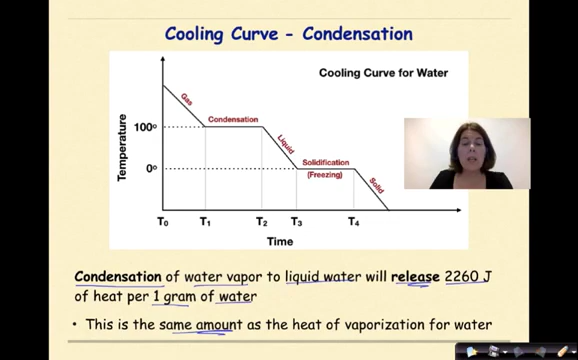 Cooling Curve - Condensation
Cooling Curve for Water
Temperature
100°
0°
Gas
Condensation
Liquid
Solidification
(Freezing)
Solid
T0 T1 T2 T3 T4
Time
Condensation of water vapor to liquid water will release 2260 J
of heat per 1 gram of water
• This is the same amount as the heat of vaporization for water